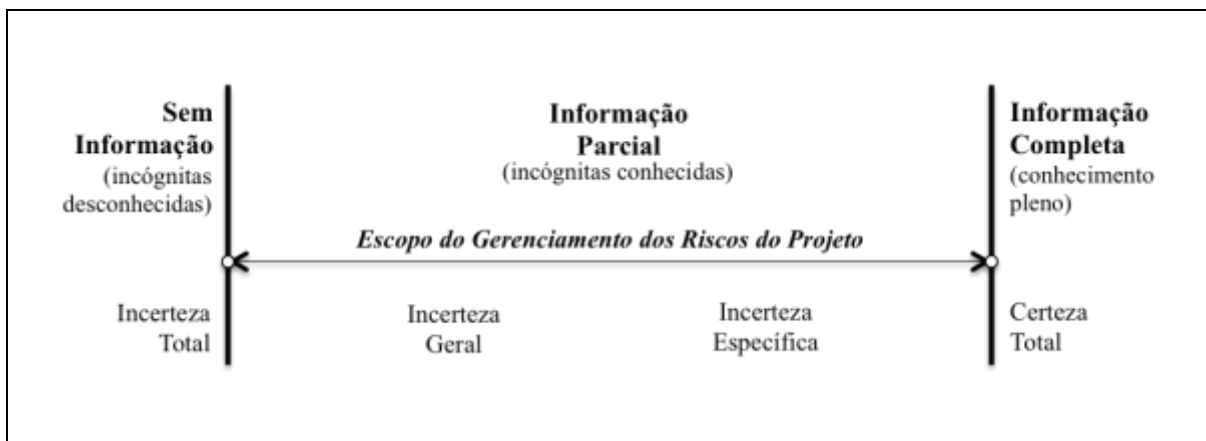 Sem
Informação
(incógnitas
desconhecidas)
Informação
Parcial
(incógnitas conhecidas)
Informação
Completa
(conhecimento
pleno)
Escopo do Gerenciamento dos Riscos do Projeto
Incerteza
Total
Incerteza
Geral
Incerteza
Específica
Certeza
Total